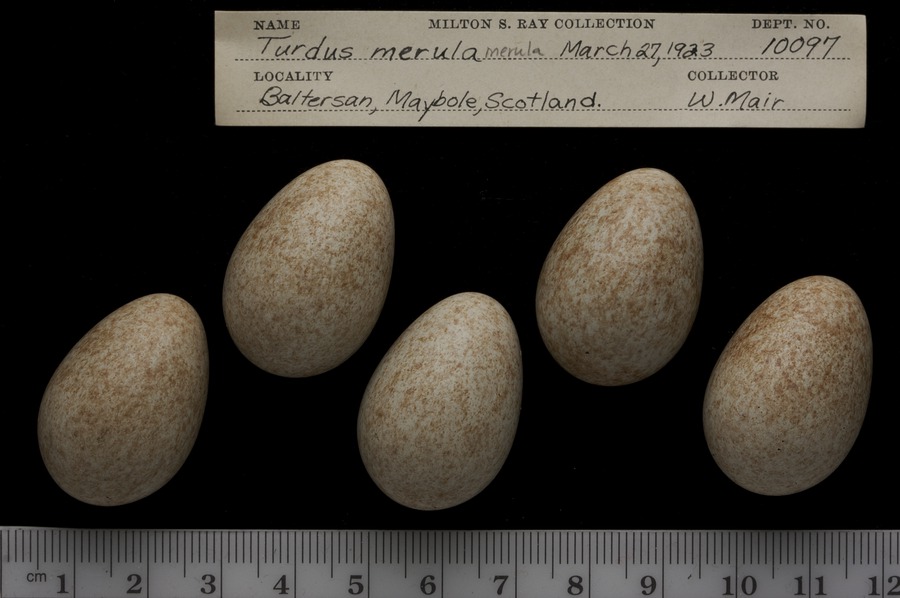 NAME MILTON S. RAY COLLECTION DEPT. NO.
Turdus merula merula March 27, 1923 10097
LOCALITY COLLECTOR
Baltersan, Maybole, Scotland. W. Mair
cm 1 2 3 4 5 6 7 8 9 10 11 12